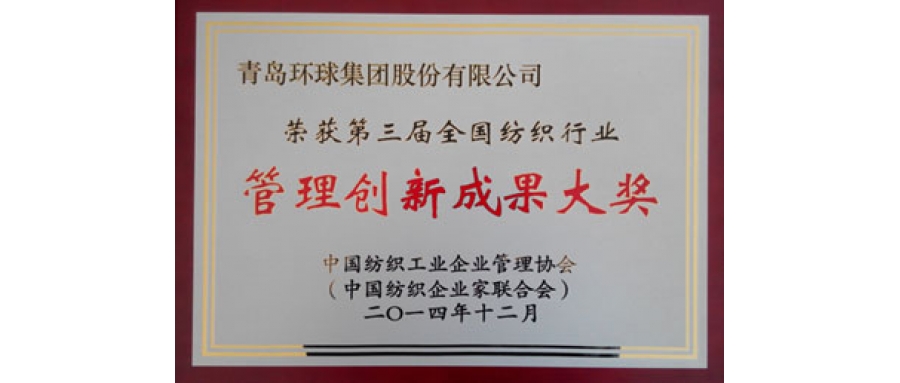 青岛环球集团股份有限公司
荣获第三届全国纺织行业
管理创新成果大奖
中国纺织工业企业管理协会
（中国纺织企业家联合会）
二〇一四年十二月